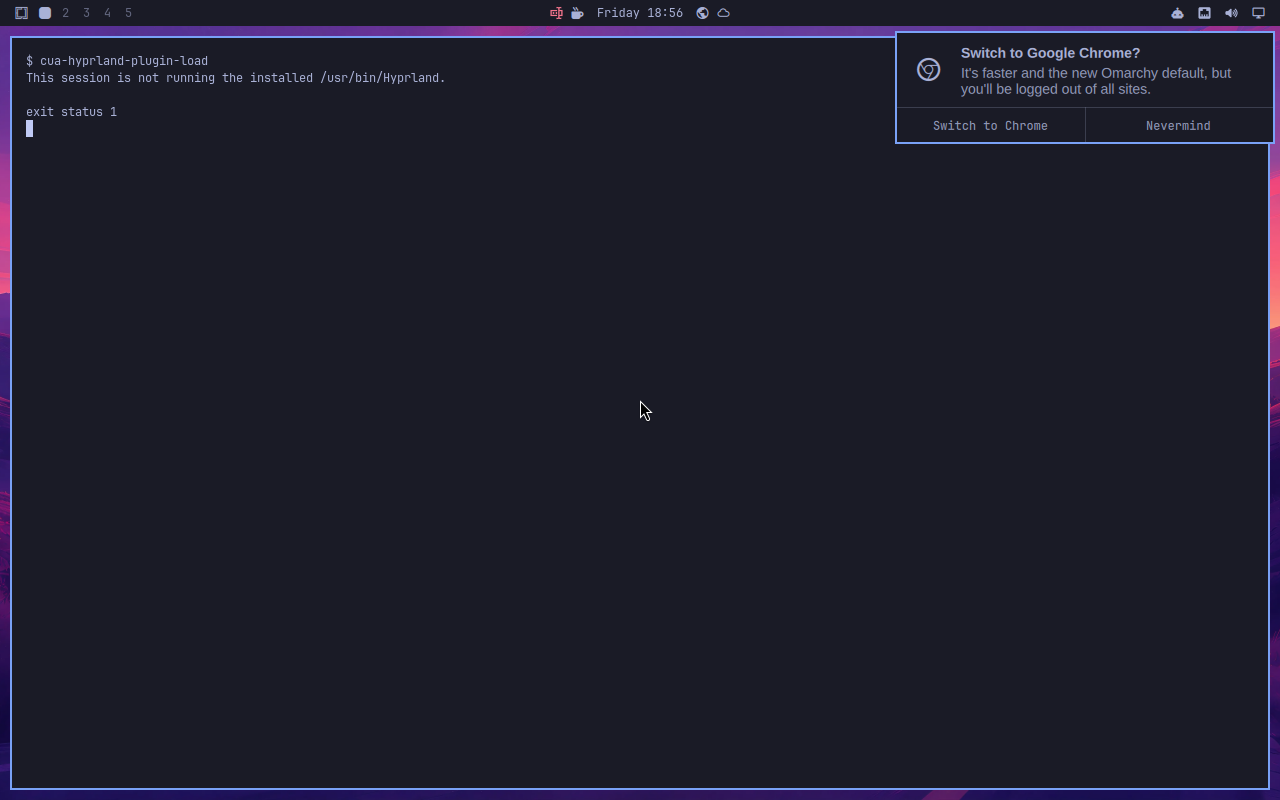 2 3 4 5
Friday 18:56
$ cua-hyprland-plugin-load
This session is not running the installed /usr/bin/Hyprland.
exit status 1
Switch to Google Chrome?
It's faster and the new Omarchy default, but
you'll be logged out of all sites.
Switch to Chrome
Nevermind